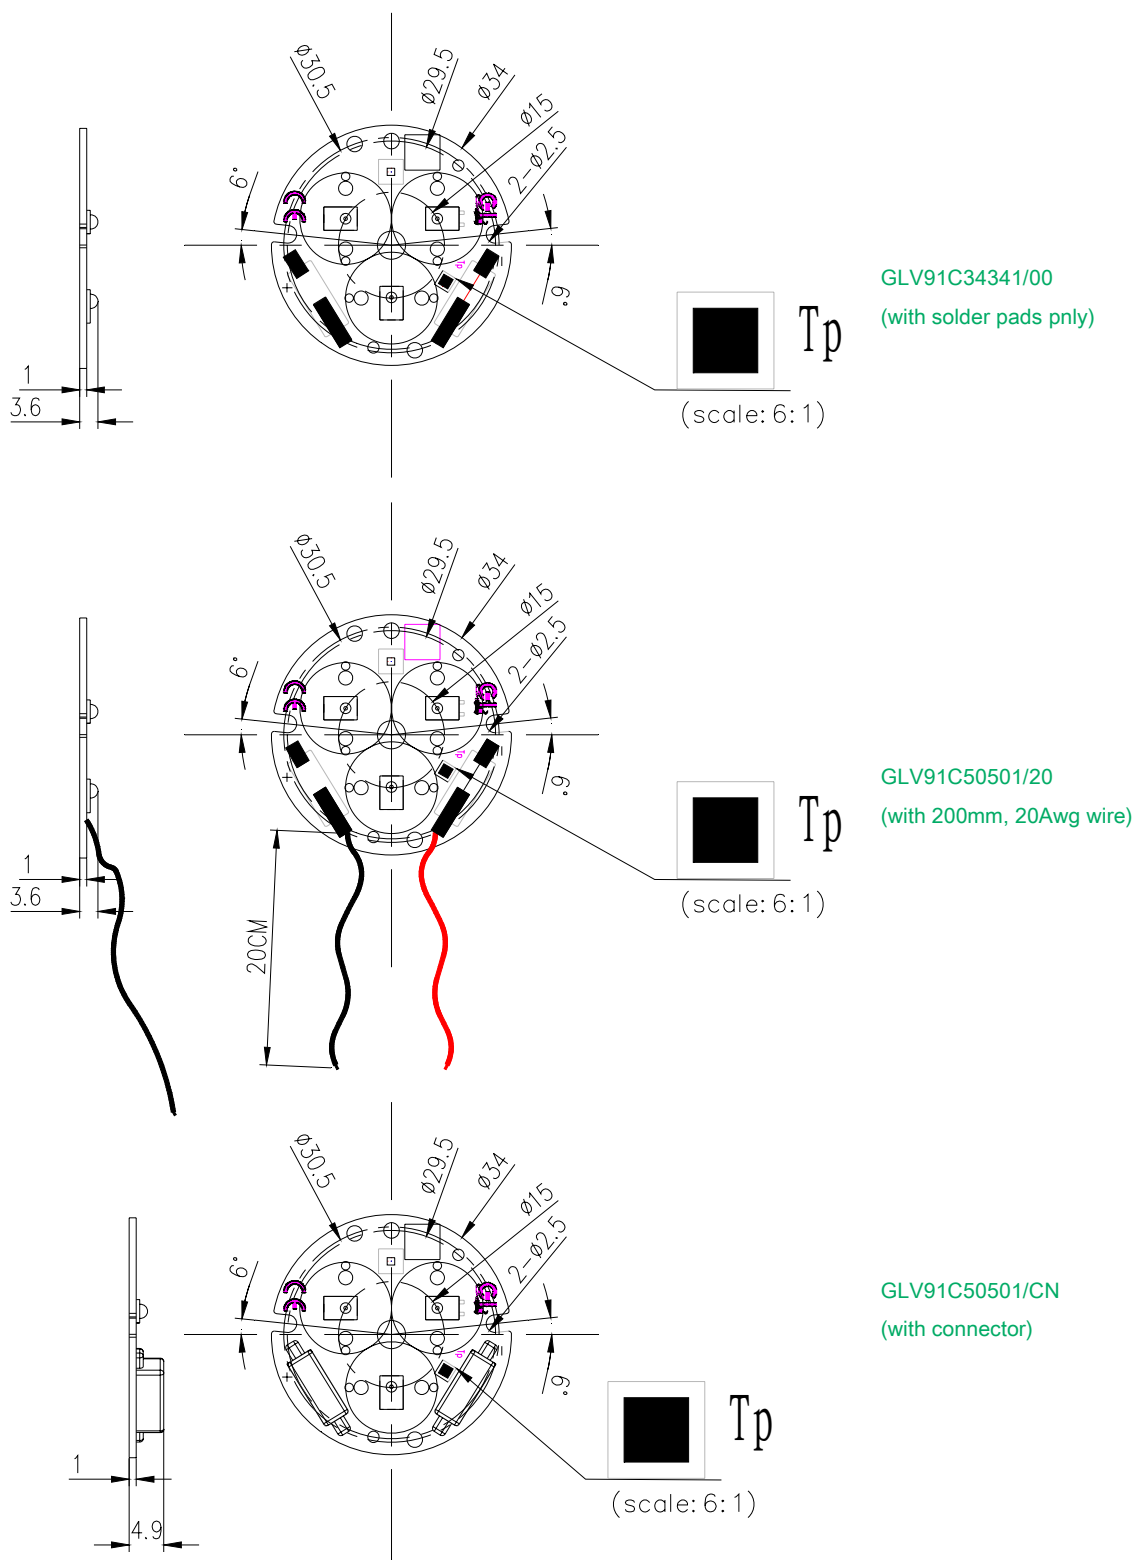 ø30.5
ø29.5
ø34
ø15
2-ø2.5
6°
6°
Tp
+
1
3.6
Tp
(scale:6:1)
GLV91C34341/00
(with solder pads pnly)
ø30.5
ø29.5
ø34
ø15
2-ø2.5
6°
6°
Tp
+
1
3.6
20CM
Tp
(scale:6:1)
GLV91C50501/20
(with 200mm, 20Awg wire)
ø30.5
ø29.5
ø34
ø15
2-ø2.5
6°
6°
Tp
+
1
4.9
Tp
(scale:6:1)
GLV91C50501/CN
(with connector)